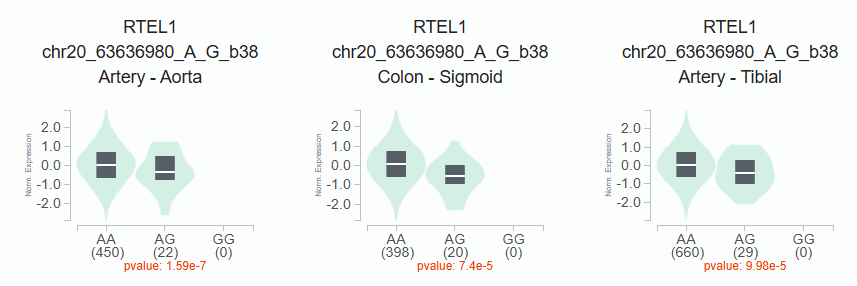 RTEL1
chr20_63636980_A_G_b38
Artery - Aorta
Norm. Expression
2.0
1.0
0.0
-1.0
-2.0
AA
AG
GG
(450)
(22)
(0)
pvalue: 1.59e-7
RTEL1
chr20_63636980_A_G_b38
Colon - Sigmoid
Norm. Expression
2.0
1.0
0.0
-1.0
-2.0
AA
AG
GG
(398)
(20)
(0)
pvalue: 7.4e-5
RTEL1
chr20_63636980_A_G_b38
Artery - Tibial
Norm. Expression
2.0
1.0
0.0
-1.0
-2.0
AA
AG
GG
(660)
(29)
(0)
pvalue: 9.98e-5